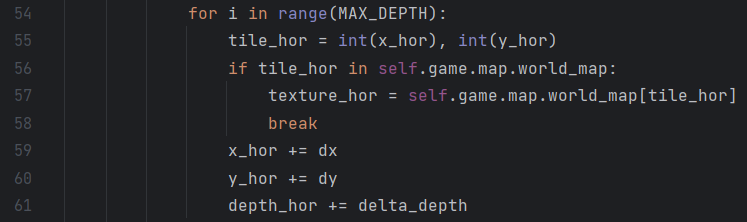 54 for i in range(MAX_DEPTH):
55 tile_hor = int(x_hor), int(y_hor)
56 if tile_hor in self.game.map.world_map:
57 texture_hor = self.game.map.world_map[tile_hor]
58 break
59 x_hor += dx
60 y_hor += dy
61 depth_hor += delta_depth